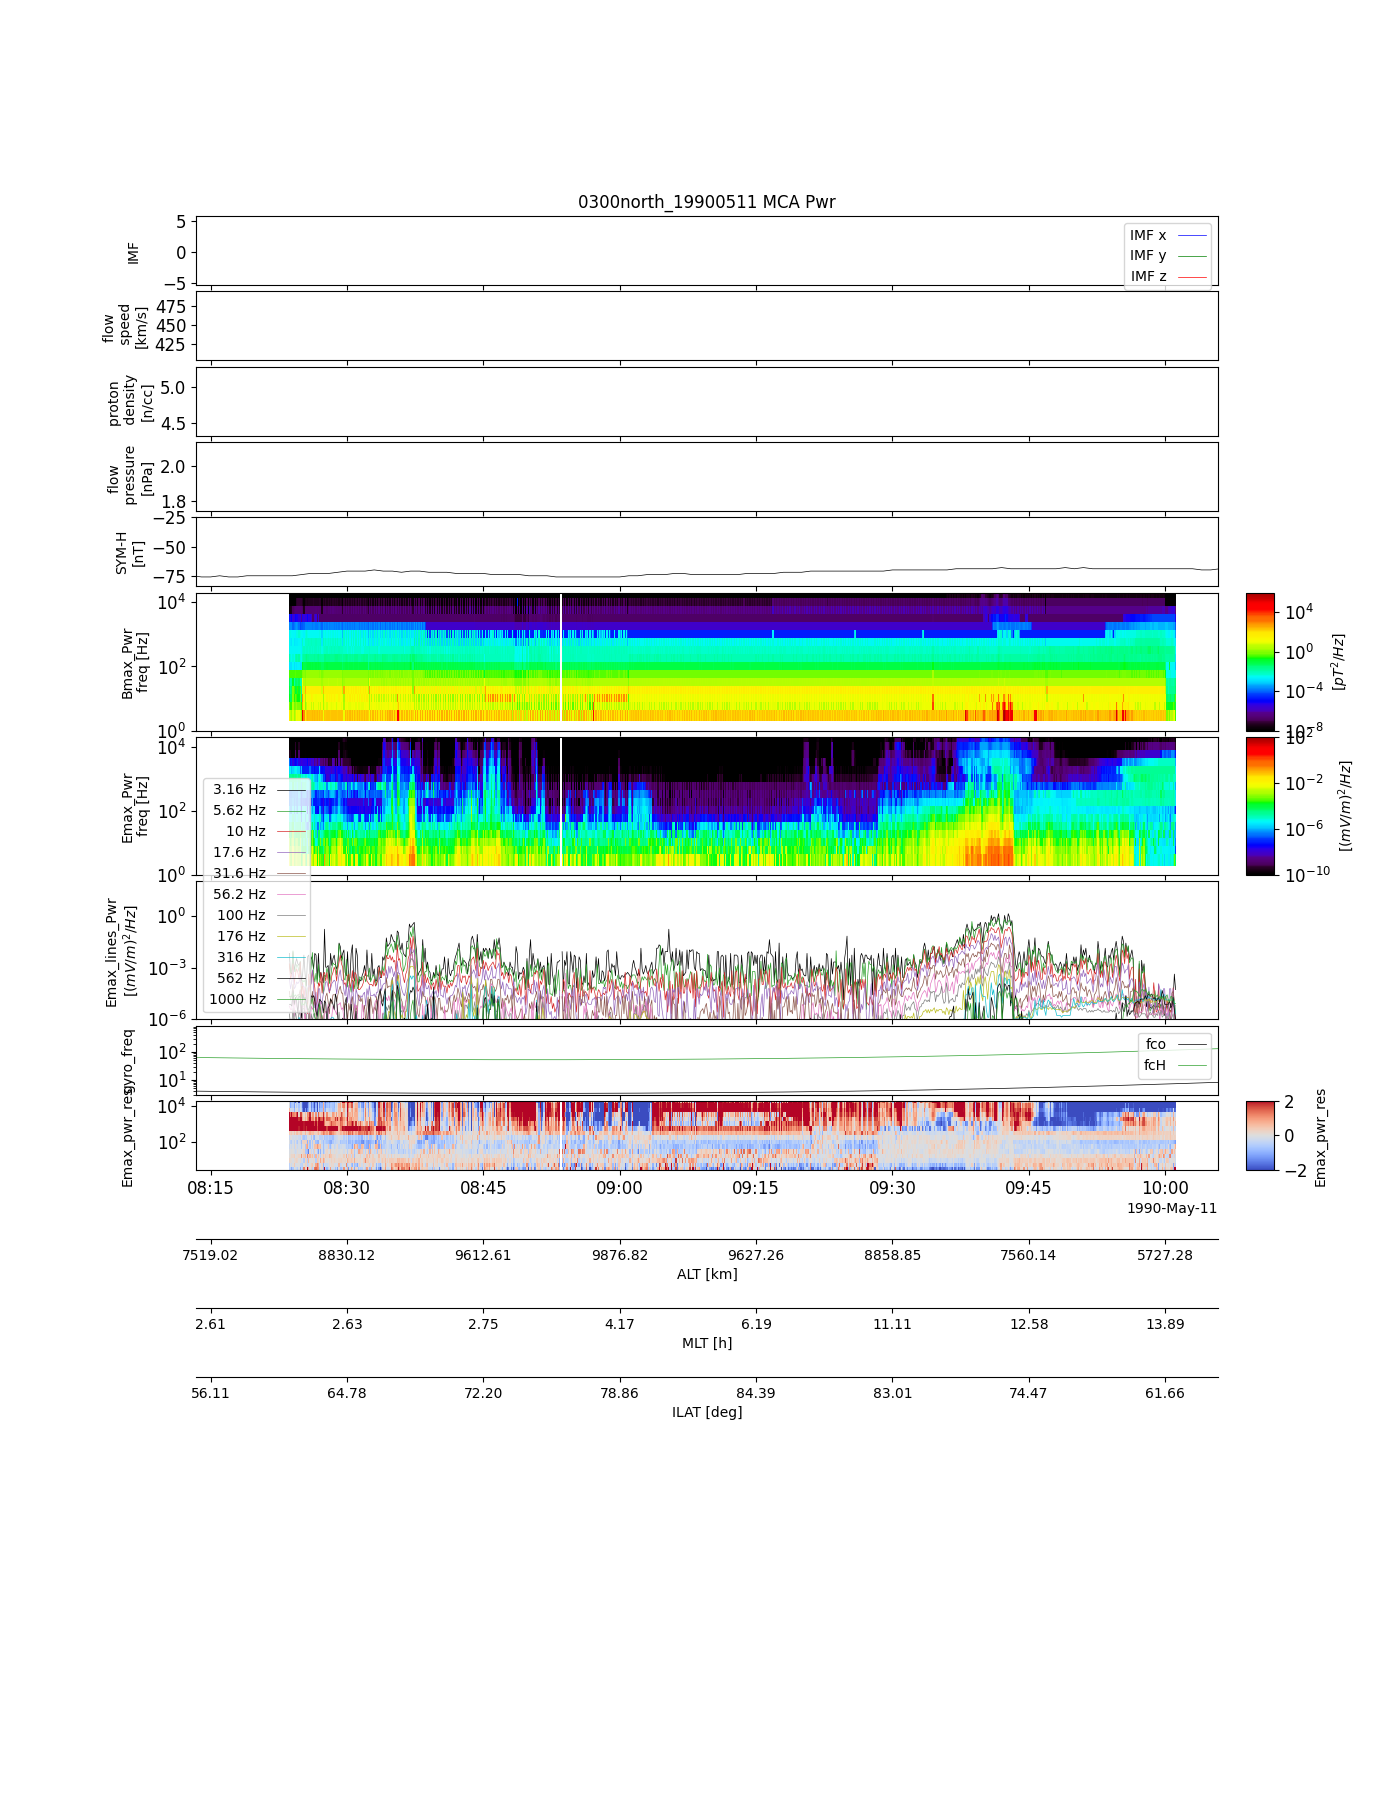 0300north_19900511 MCA Pwr
5
0
−5
IMF
IMF x
IMF y
IMF z
475
450
425
flow
speed
[km/s]
5.0
4.5
proton
density
[n/cc]
2.0
1.8
flow
pressure
[nPa]
−25
−50
−75
SYM-H
[nT]
10^4
10^2
10^0
Bmax_Pwr
freq [Hz]
10^4
10^0
10^−4
10^−8
[pT^2/Hz]
10^4
10^2
10^0
Emax_Pwr
freq [Hz]
10^2
10^−2
10^−6
10^−10
[(mV/m)^2/Hz]
3.16 Hz
5.62 Hz
10 Hz
17.6 Hz
31.6 Hz
56.2 Hz
100 Hz
176 Hz
316 Hz
562 Hz
1000 Hz
10^0
10^−3
10^−6
Emax_lines_Pwr
[(mV/m)^2/Hz]
10^2
10^1
gyro_freq
fco
fcH
10^4
10^2
Emax_pwr_res
2
0
−2
Emax_pwr_res
08:15 08:30 08:45 09:00 09:15 09:30 09:45 10:00
1990-May-11
7519.02 8830.12 9612.61 9876.82 9627.26 8858.85 7560.14 5727.28
ALT [km]
2.61 2.63 2.75 4.17 6.19 11.11 12.58 13.89
MLT [h]
56.11 64.78 72.20 78.86 84.39 83.01 74.47 61.66
ILAT [deg]